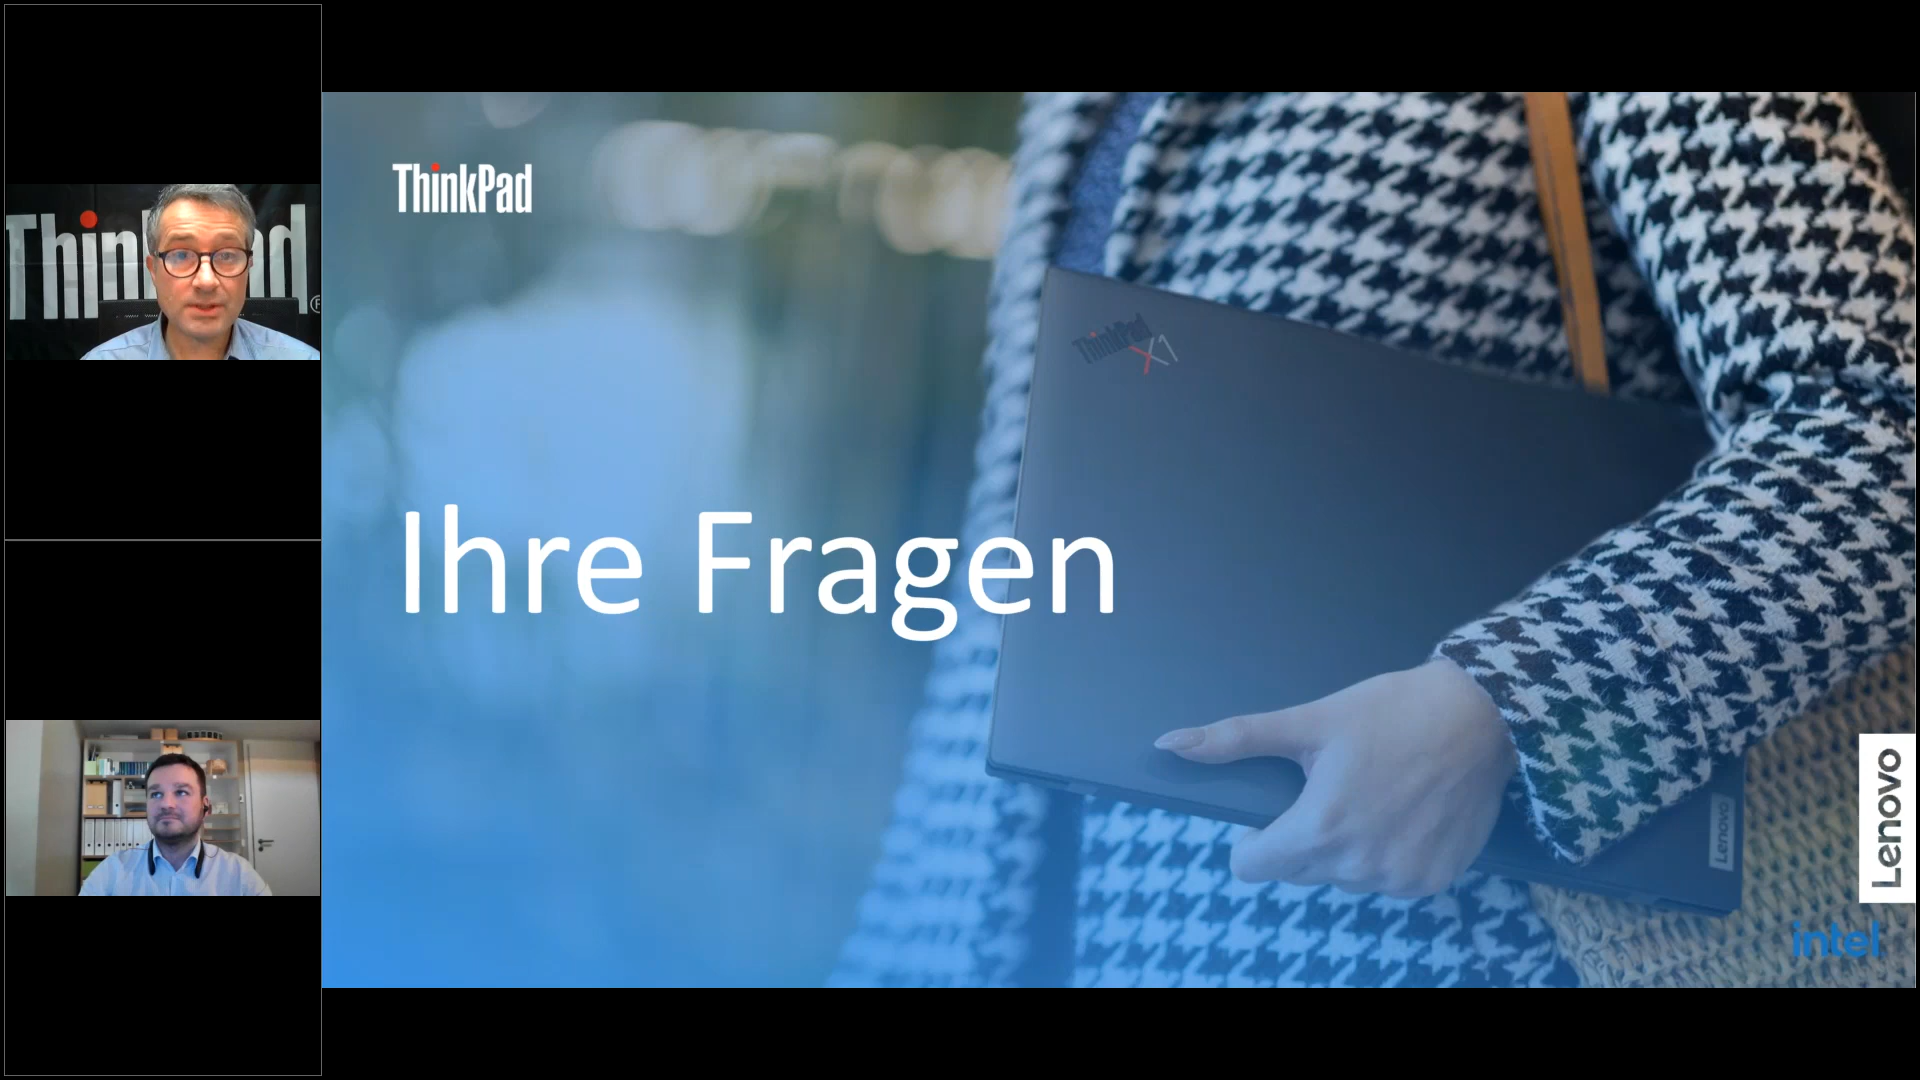 ThinkPad®
ThinkPad
ThinkPad
X1
Ihre Fragen
Lenovo
Lenovo
intel